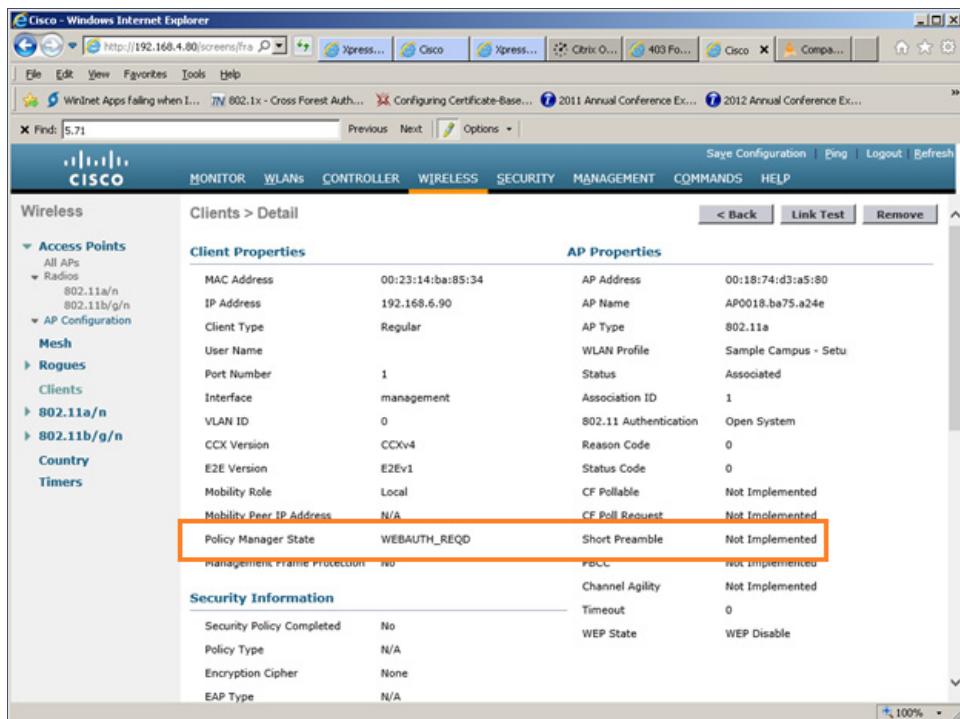 Cisco - Windows Internet Explorer
http://192.168.4.80/screens/fra
Xpress...
Cisco
Xpress...
Citrix O...
403 Fo...
Cisco
Compa...
File Edit View Favorites Tools Help
WinInet Apps failing when I...
802.1x - Cross Forest Auth...
Configuring Certificate-Base...
2011 Annual Conference Ex...
2012 Annual Conference Ex...
Find: 5.71 Previous Next Options
Save Configuration | Ping | Logout | Refresh
CISCO
MONITOR WLANs CONTROLLER WIRELESS SECURITY MANAGEMENT COMMANDS HELP
Wireless
Access Points
All APs
Radios
802.11a/n
802.11b/g/n
AP Configuration
Mesh
Rogues
Clients
802.11a/n
802.11b/g/n
Country
Timers
Clients > Detail
< Back
Link Test
Remove
Client Properties
MAC Address 00:23:14:ba:85:34
IP Address 192.168.6.90
Client Type Regular
User Name
Port Number 1
Interface management
VLAN ID 0
CCX Version CCXv4
E2E Version E2Ev1
Mobility Role Local
Mobility Peer IP Address N/A
Policy Manager State WEBAUTH_REQD
Management Frame Protection No
Security Information
Security Policy Completed No
Policy Type N/A
Encryption Cipher None
EAP Type N/A
AP Properties
AP Address 00:18:74:d3:a5:80
AP Name AP0018.ba75.a24e
AP Type 802.11a
WLAN Profile Sample Campus - Setu
Status Associated
Association ID 1
802.11 Authentication Open System
Reason Code 0
Status Code 0
CF Pollable Not Implemented
CF Poll Request Not Implemented
Short Preamble Not Implemented
PBCC Not Implemented
Channel Agility Not Implemented
Timeout 0
WEP State WEP Disable
100%